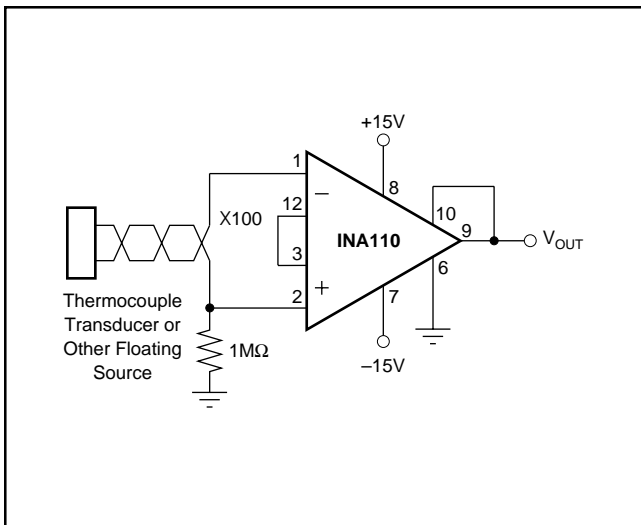 +15V
1
8
12
X100
−
10
INA110
9
VOUT
3
+
6
2
7
Thermocouple
Transducer or
Other Floating
Source
1MΩ
–15V